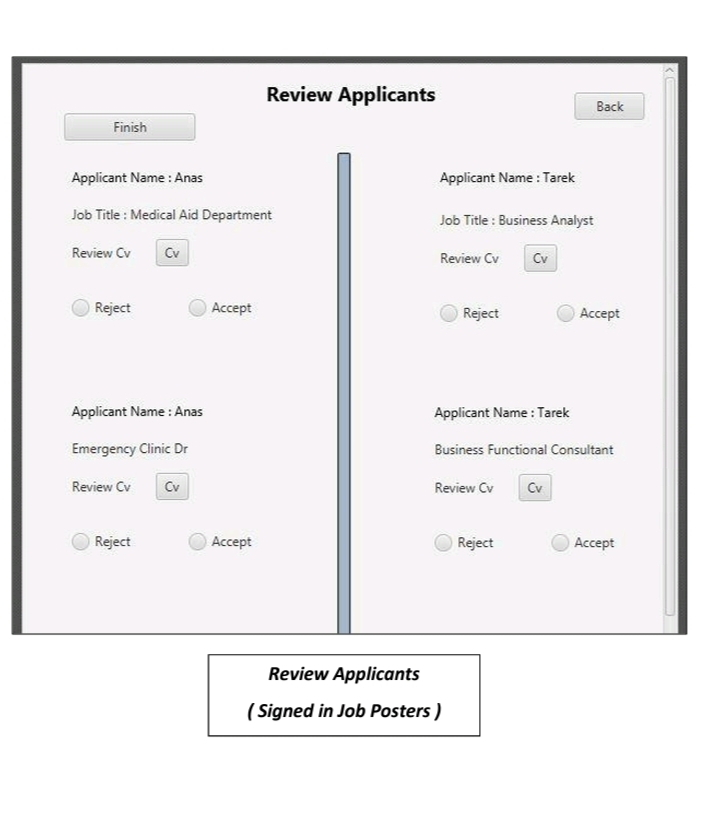 Review Applicants
Back
Finish
Applicant Name : Anas
Job Title : Medical Aid Department
Review Cv Cv
Reject Accept
Applicant Name : Tarek
Job Title : Business Analyst
Review Cv Cv
Reject Accept
Applicant Name : Anas
Emergency Clinic Dr
Review Cv Cv
Reject Accept
Applicant Name : Tarek
Business Functional Consultant
Review Cv Cv
Reject Accept
Review Applicants
( Signed in Job Posters )